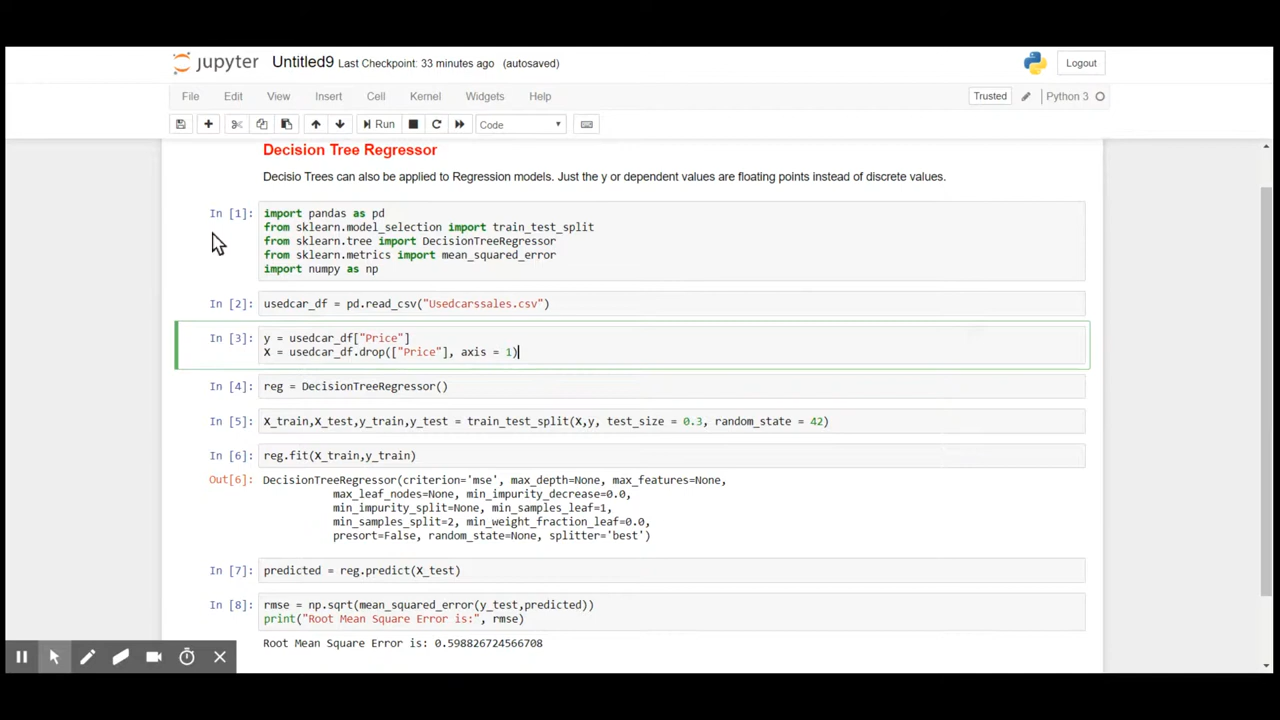 jupyter Untitled9 Last Checkpoint: 33 minutes ago (autosaved) Logout
File Edit View Insert Cell Kernel Widgets Help Trusted Python 3
Run Code
Decision Tree Regressor
Decisio Trees can also be applied to Regression models. Just the y or dependent values are floating points instead of discrete values.
In [1]: import pandas as pd
from sklearn.model_selection import train_test_split
from sklearn.tree import DecisionTreeRegressor
from sklearn.metrics import mean_squared_error
import numpy as np
In [2]: usedcar_df = pd.read_csv("Usedcarssales.csv")
In [3]: y = usedcar_df["Price"]
X = usedcar_df.drop(["Price"], axis = 1)
In [4]: reg = DecisionTreeRegressor()
In [5]: X_train,X_test,y_train,y_test = train_test_split(X,y, test_size = 0.3, random_state = 42)
In [6]: reg.fit(X_train,y_train)
Out[6]: DecisionTreeRegressor(criterion='mse', max_depth=None, max_features=None,
max_leaf_nodes=None, min_impurity_decrease=0.0,
min_impurity_split=None, min_samples_leaf=1,
min_samples_split=2, min_weight_fraction_leaf=0.0,
presort=False, random_state=None, splitter='best')
In [7]: predicted = reg.predict(X_test)
In [8]: rmse = np.sqrt(mean_squared_error(y_test,predicted))
print("Root Mean Square Error is:", rmse)
Root Mean Square Error is: 0.598826724566708